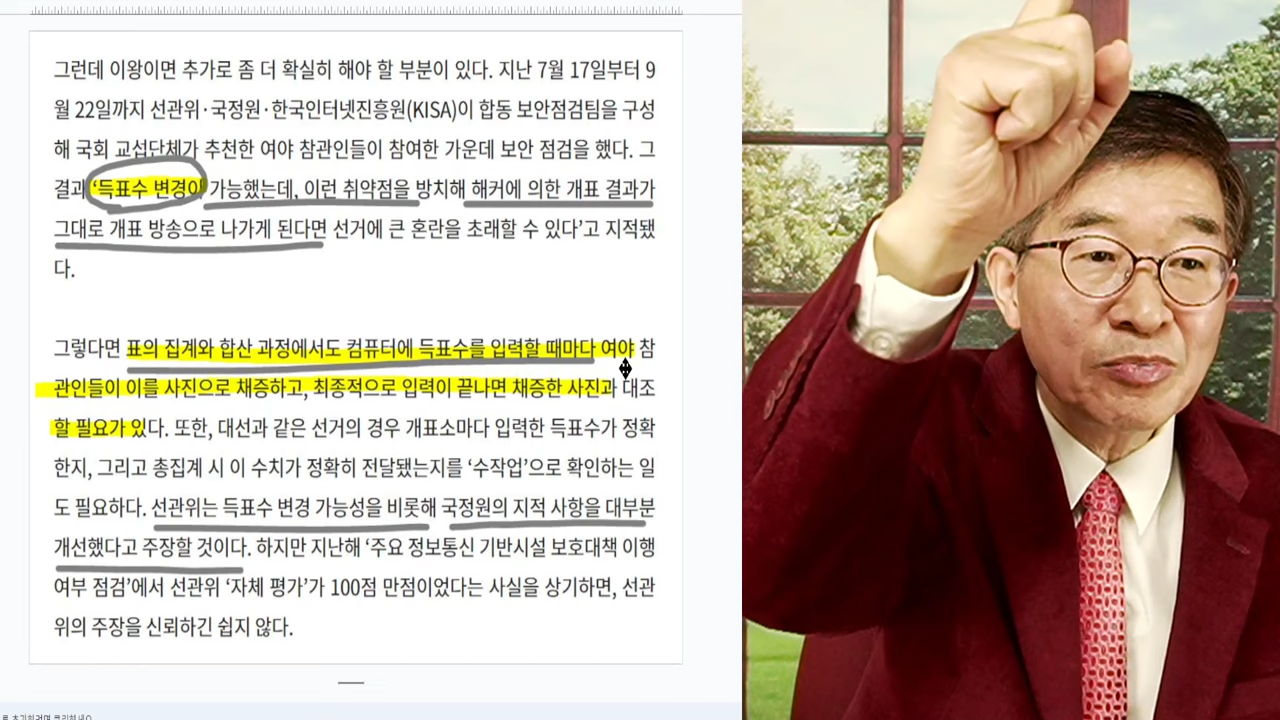 그런데 이왕이면 추가로 좀 더 확실히 해야 할 부분이 있다. 지난 7월 17일부터 9
월 22일까지 선관위·국정원·한국인터넷진흥원(KISA)이 합동 보안점검팀을 구성
해 국회 교섭단체가 추천한 여야 참관인들이 참여한 가운데 보안 점검을 했다. 그
결과 ‘득표수 변경이 가능했는데, 이런 취약점을 방치해 해커에 의한 개표 결과가
그대로 개표 방송으로 나가게 된다면 선거에 큰 혼란을 초래할 수 있다’고 지적됐
다.
그렇다면 표의 집계와 합산 과정에서도 컴퓨터에 득표수를 입력할 때마다 여야 참
관인들이 이를 사진으로 채증하고, 최종적으로 입력이 끝나면 채증한 사진과 대조
할 필요가 있다. 또한, 대선과 같은 선거의 경우 개표소마다 입력한 득표수가 정확
한지, 그리고 총집계 시 이 수치가 정확히 전달됐는지를 ‘수작업’으로 확인하는 일
도 필요하다. 선관위는 득표수 변경 가능성을 비롯해 국정원의 지적 사항을 대부분
개선했다고 주장할 것이다. 하지만 지난해 ‘주요 정보통신 기반시설 보호대책 이행
여부 점검’에서 선관위 ‘자체 평가’가 100점 만점이었다는 사실을 상기하면, 선관
위의 주장을 신뢰하긴 쉽지 않다.